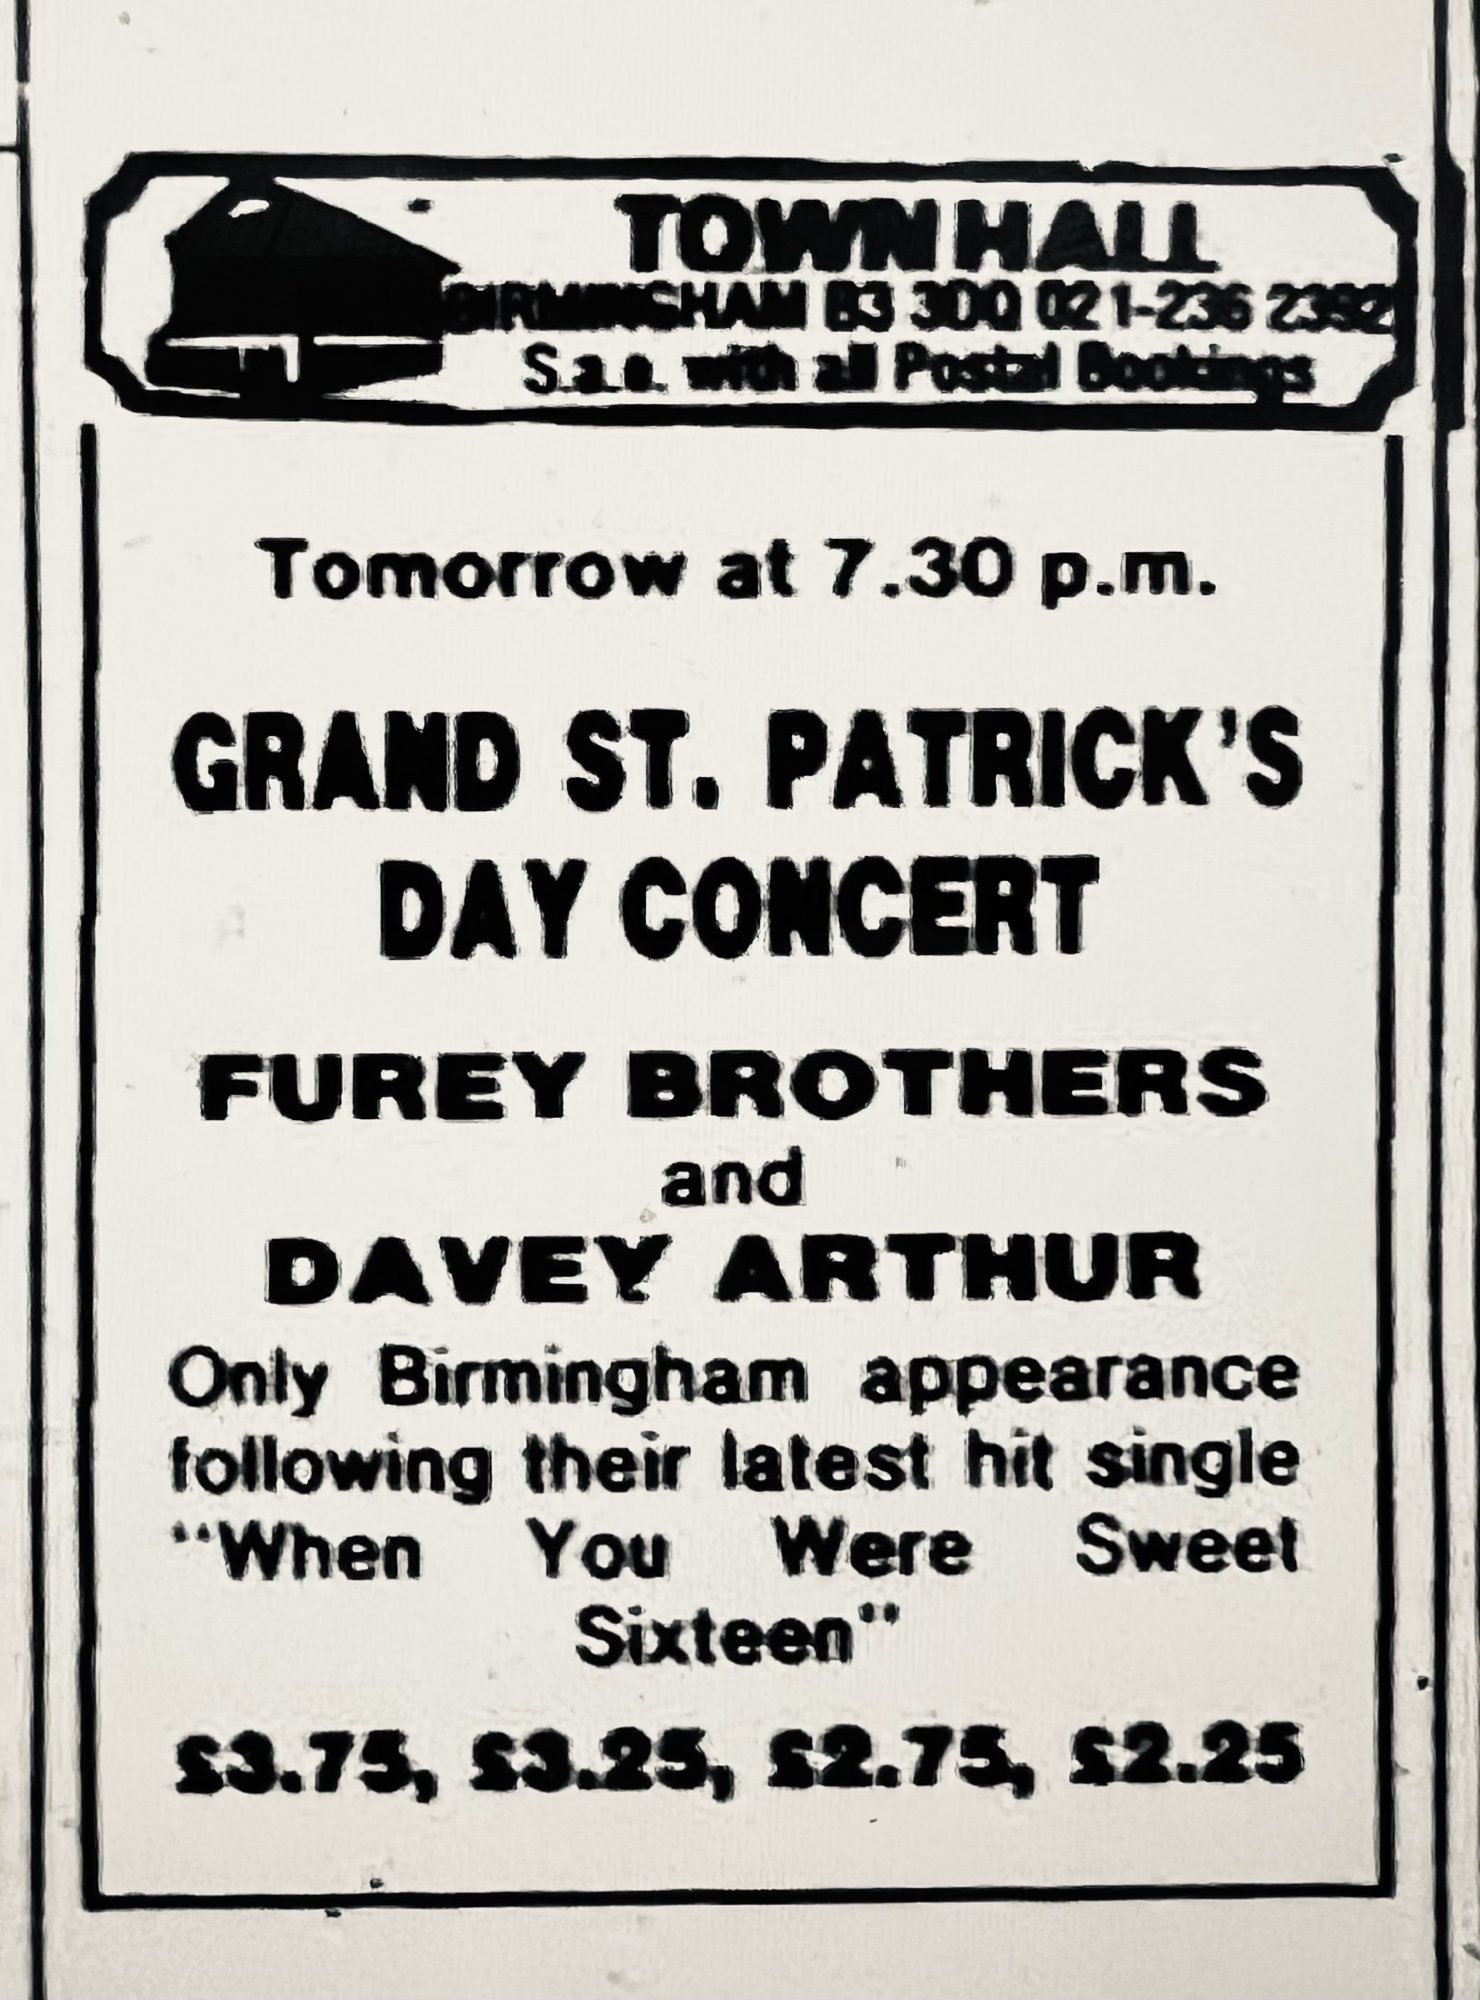 TOWN HALL
BIRMINGHAM B3 3DQ 021-236 2392
S.a.e. with all Postal Bookings
Tomorrow at 7.30 p.m.
GRAND ST. PATRICK'S
DAY CONCERT
FUREY BROTHERS
and
DAVEY ARTHUR
Only Birmingham appearance
following their latest hit single
"When You Were Sweet
Sixteen"
£3.75, £3.25, £2.75, £2.25